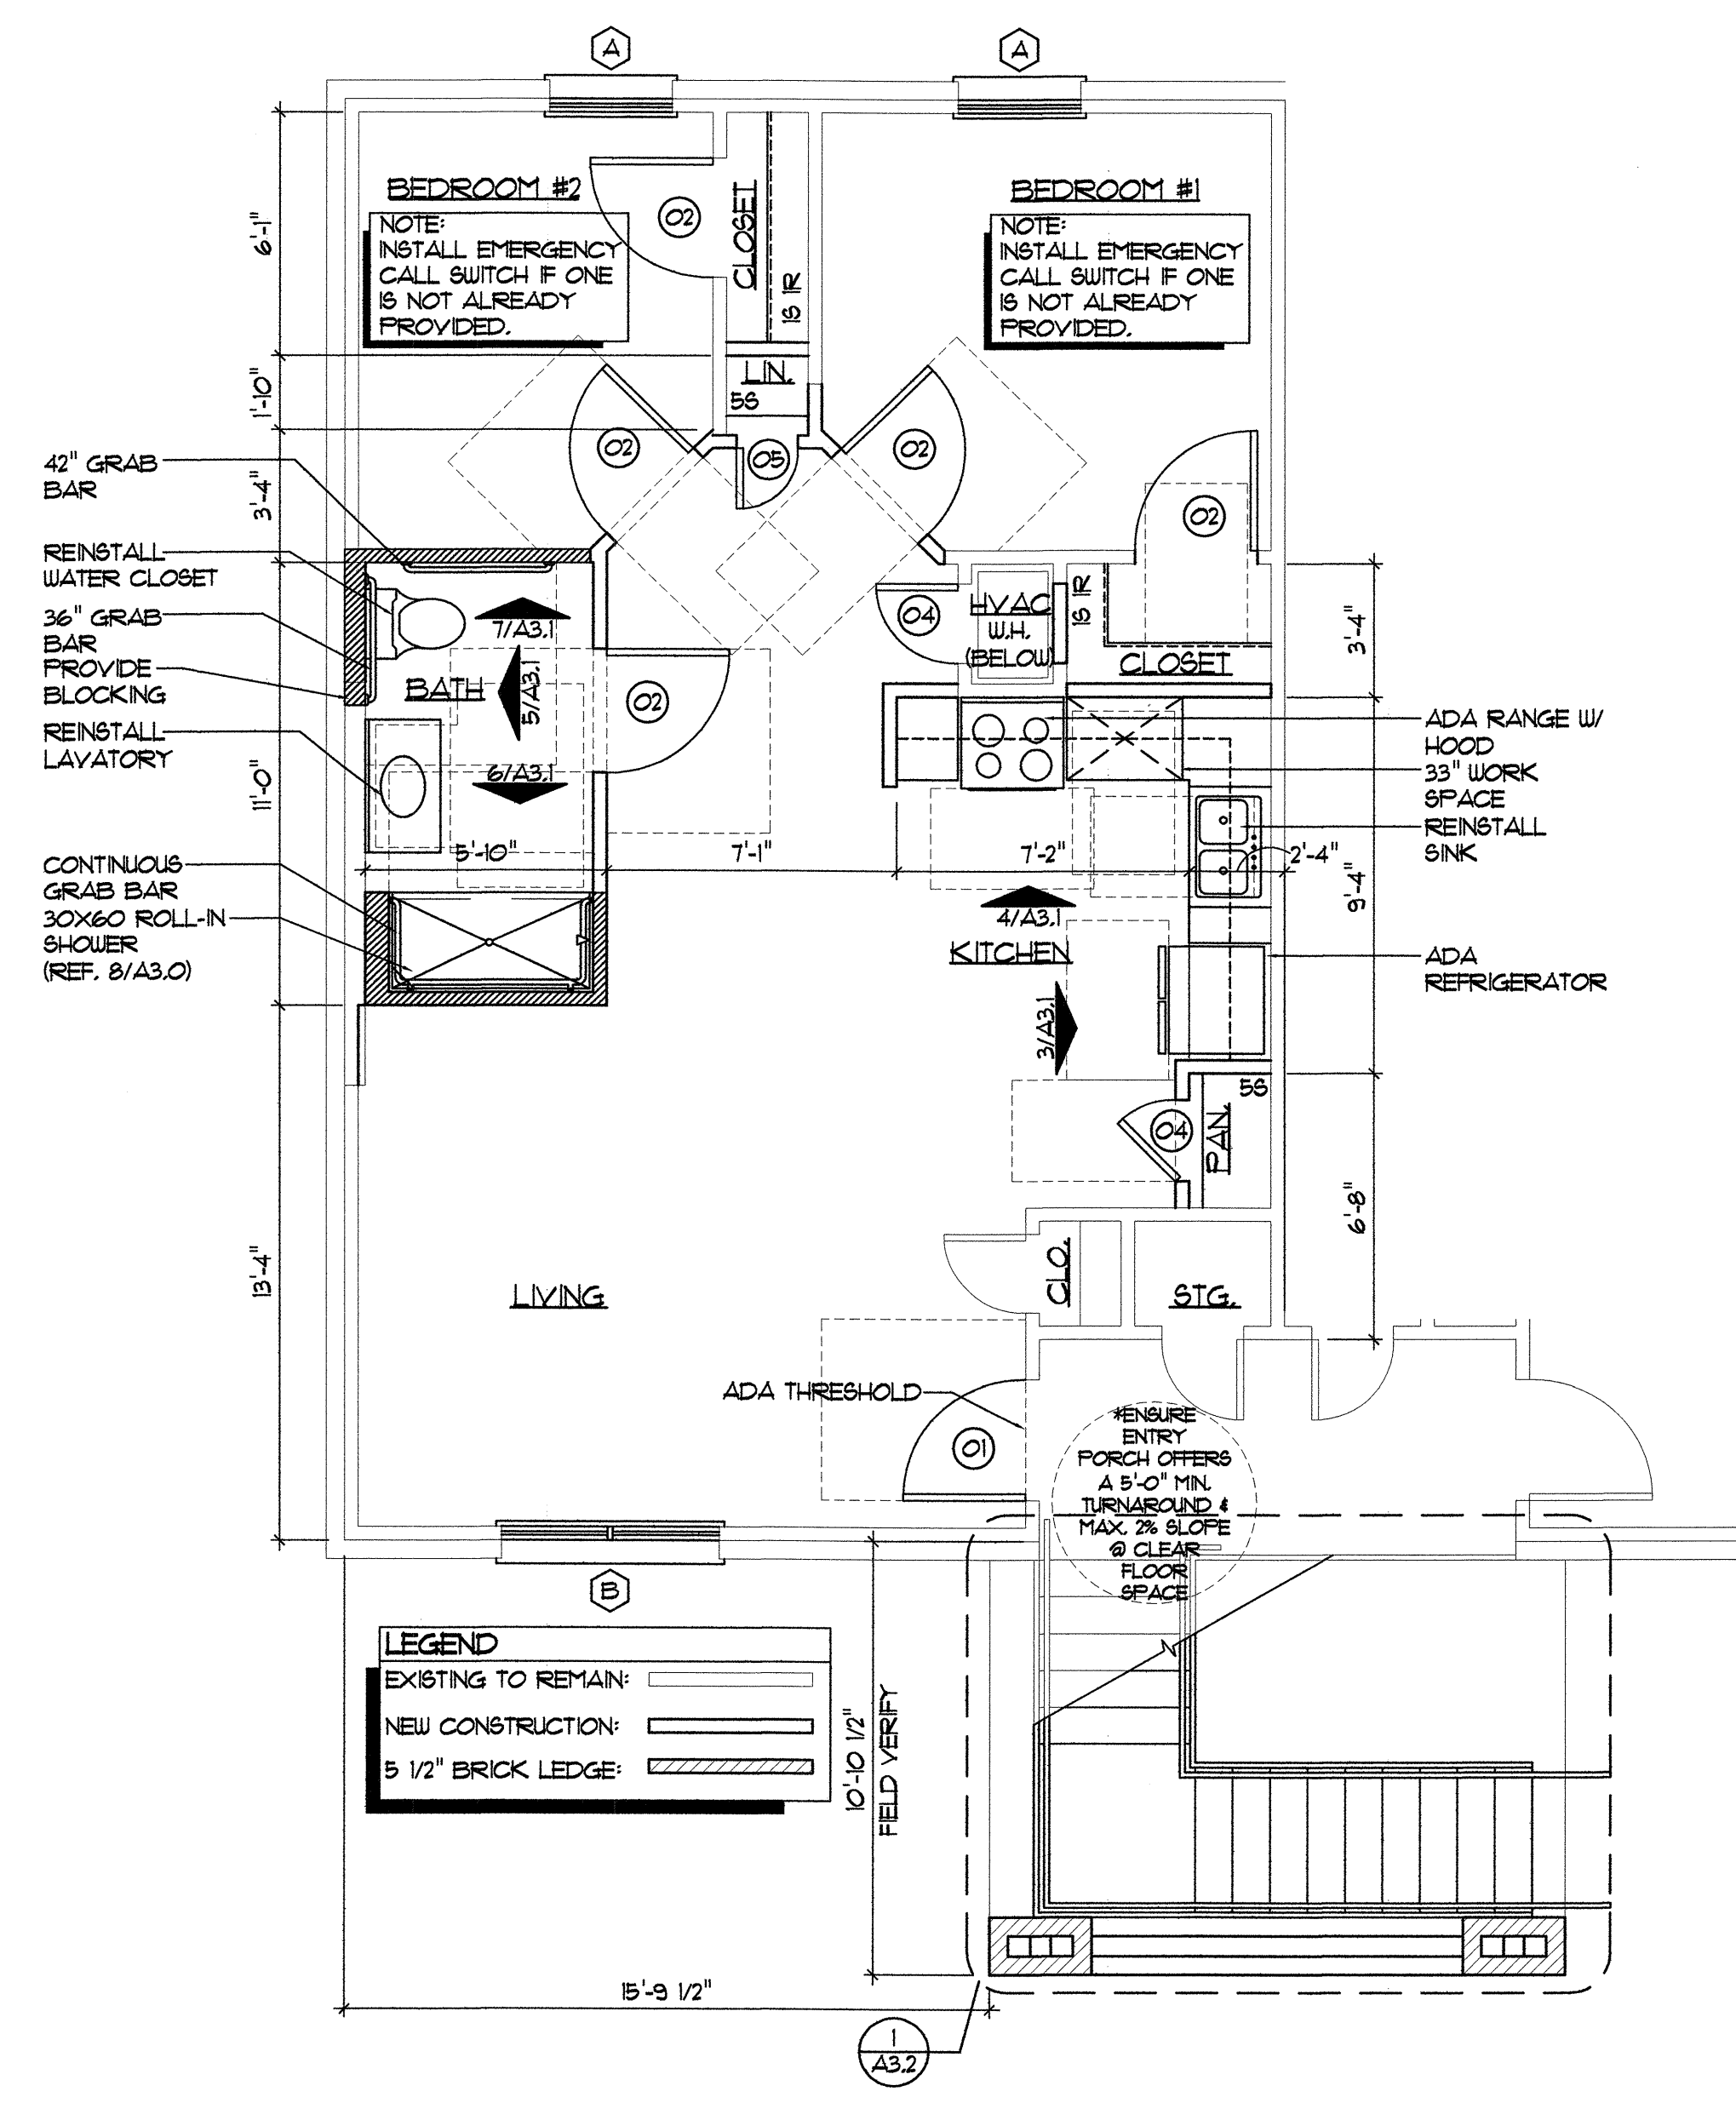 A
A
BEDROOM #2
NOTE:
INSTALL EMERGENCY
CALL SWITCH IF ONE
IS NOT ALREADY
PROVIDED.
02
CLOSET
1S 1R
BEDROOM #1
NOTE:
INSTALL EMERGENCY
CALL SWITCH IF ONE
IS NOT ALREADY
PROVIDED.
6'-1"
1'-10"
3'-4"
11'-0"
13'-4"
LIN.
5S
02
05
02
02
42" GRAB
BAR
REINSTALL
WATER CLOSET
36" GRAB
BAR
PROVIDE
BLOCKING
REINSTALL
LAVATORY
CONTINUOUS
GRAB BAR
30X60 ROLL-IN
SHOWER
(REF. 8/A3.0)
7/A3.1
BATH
5/A3.1
6/A3.1
02
04
HVAC
W.H.
(BELOW)
1S 1R
CLOSET
3'-4"
9'-4"
6'-8"
ADA RANGE W/
HOOD
33" WORK
SPACE
REINSTALL
SINK
ADA
REFRIGERATOR
5'-10"
7'-1"
7'-2"
2'-4"
4/A3.1
KITCHEN
3/A3.1
5S
04
PAN.
LIVING
CLO.
STG.
ADA THRESHOLD
01
*ENSURE
ENTRY
PORCH OFFERS
A 5'-0" MIN.
TURNAROUND &
MAX. 2% SLOPE
@ CLEAR
FLOOR
SPACE
B
LEGEND
EXISTING TO REMAIN:
NEW CONSTRUCTION:
5 1/2" BRICK LEDGE:
10'-10 1/2"
FIELD VERIFY
15'-9 1/2"
1
A3.2